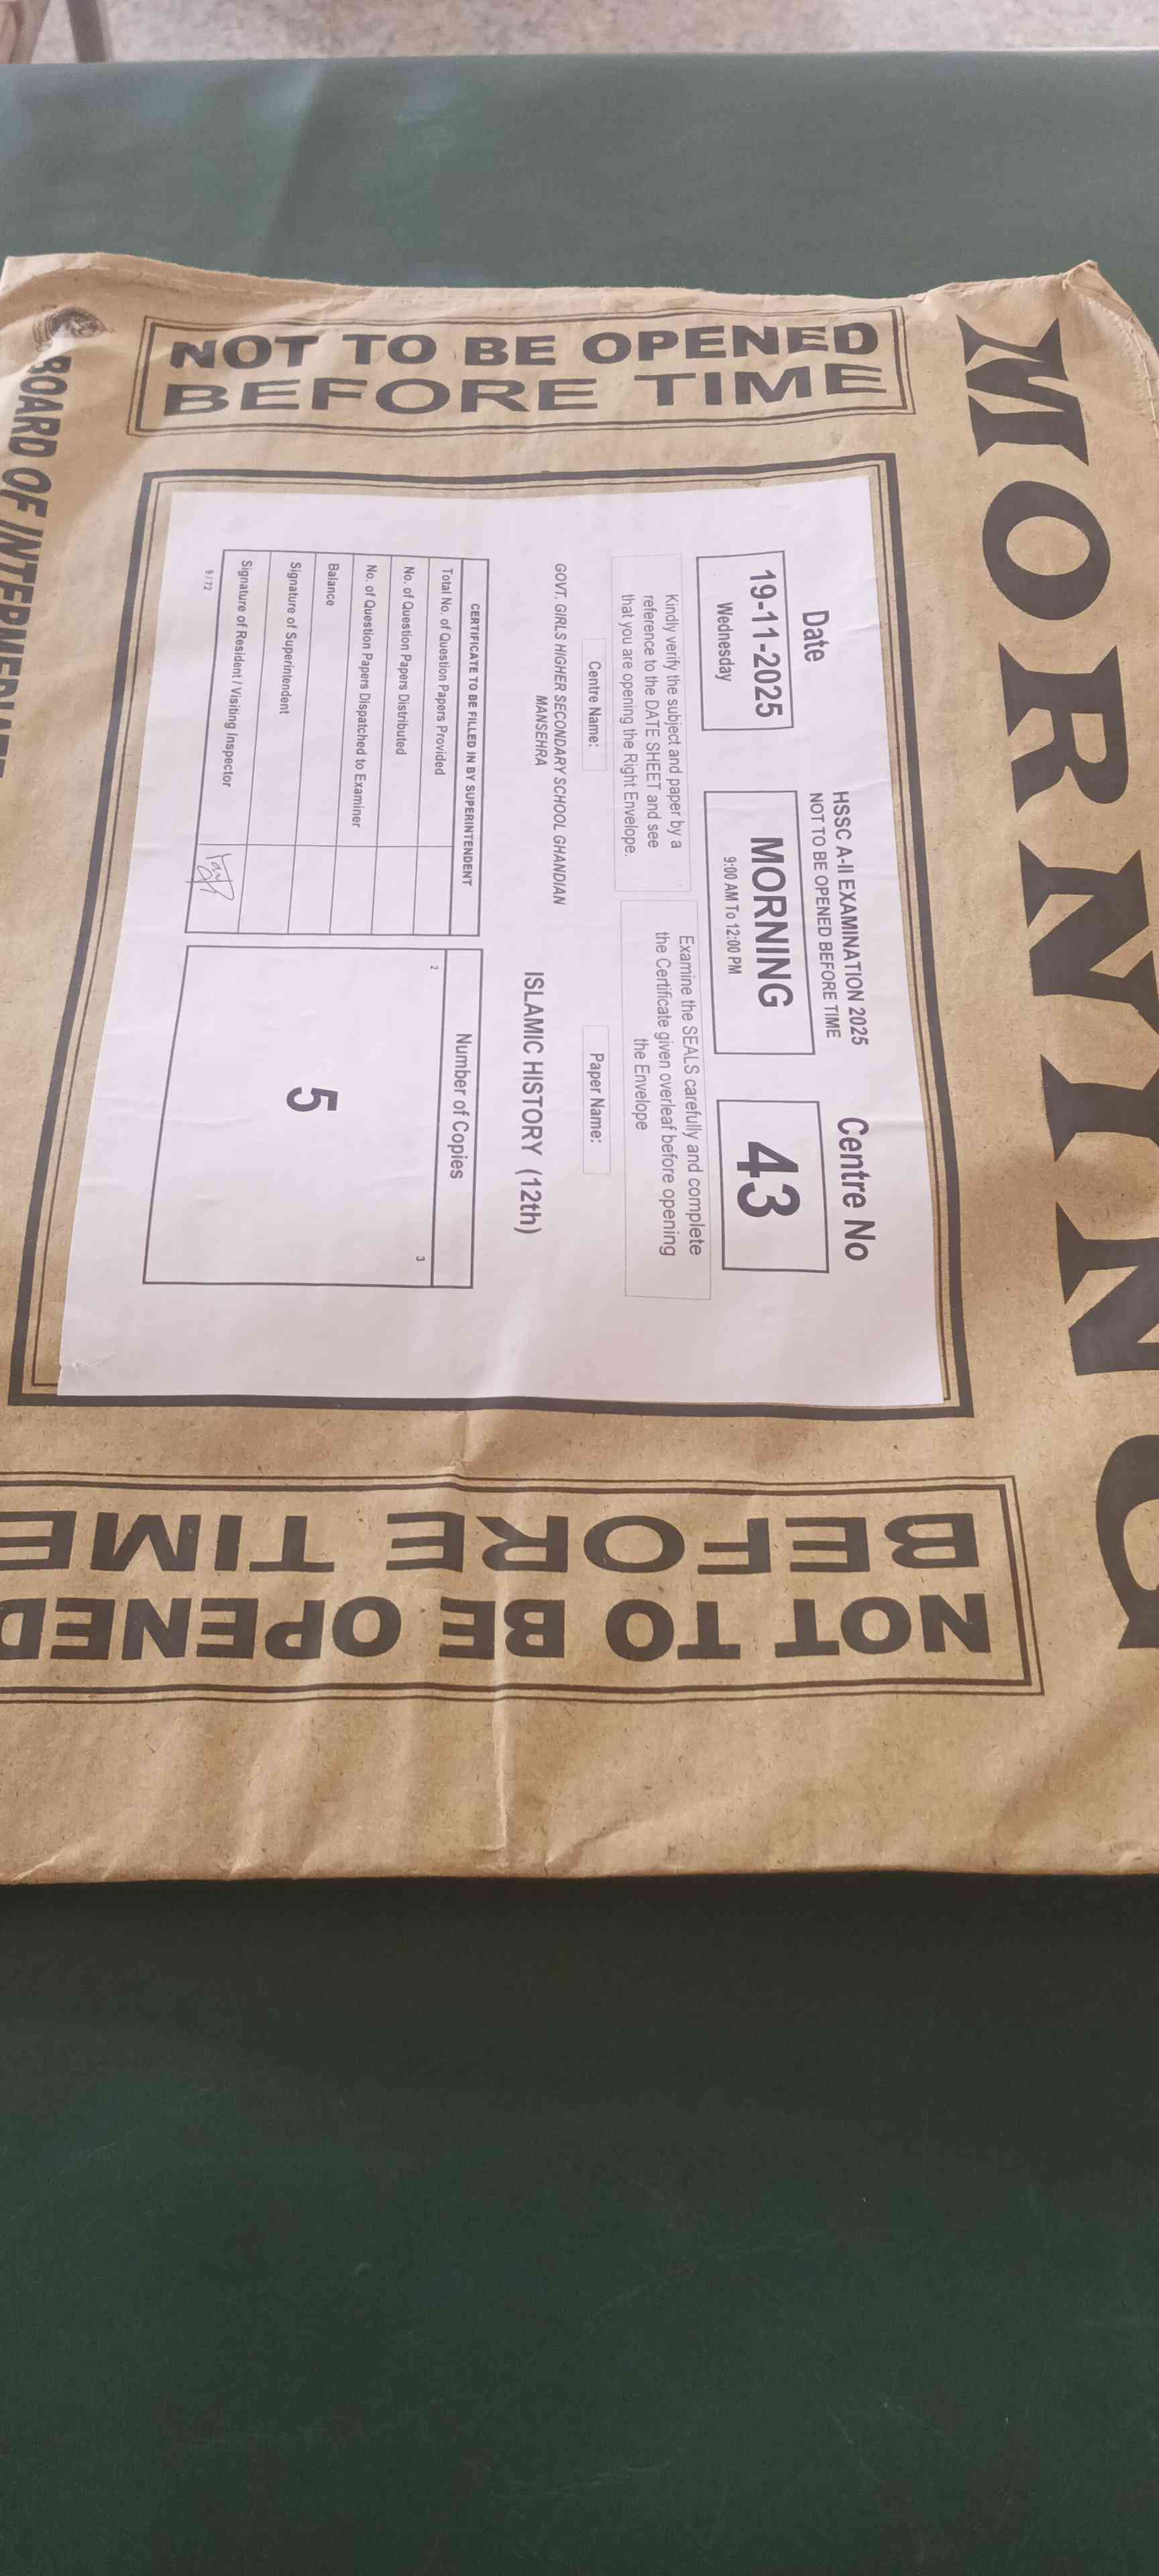 MORNING
NOT TO BE OPENED
BEFORE TIME
Date
19-11-2025
Wednesday
HSSC A-II EXAMINATION 2025
NOT TO BE OPENED BEFORE TIME
MORNING
9:00 AM To 12:00 PM
Centre No
43
Kindly verify the subject and paper by a
reference to the DATE SHEET and see
that you are opening the Right Envelope.
Examine the SEALS carefully and complete
the Certificate given overleaf before opening
the Envelope
Centre Name:
GOVT. GIRLS HIGHER SECONDARY SCHOOL GHANDIAN
MANSEHRA
Paper Name:
ISLAMIC HISTORY (12th)
CERTIFICATE TO BE FILLED IN BY SUPERINTENDENT
Total No. of Question Papers Provided
No. of Question Papers Distributed
No. of Question Papers Dispatched to Examiner
Balance
Signature of Superintendent
Signature of Resident / Visiting Inspector
9 / 72
Number of Copies
2
3
5
NOT TO BE OPENED
BEFORE TIME
BOARD OF INTERMEDIATE